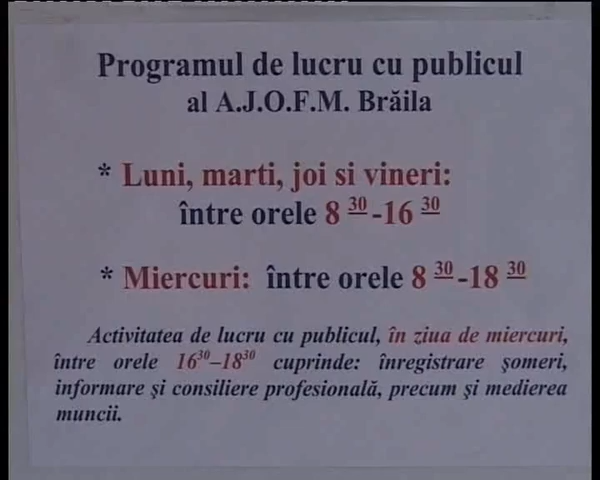 Programul de lucru cu publicul
al A.J.O.F.M. Brăila
* Luni, marti, joi si vineri:
între orele 8 30 -16 30
* Miercuri: între orele 8 30 -18 30
Activitatea de lucru cu publicul, în ziua de miercuri,
între orele 16 30 –18 30 cuprinde: înregistrare şomeri,
informare şi consiliere profesională, precum şi medierea
muncii.